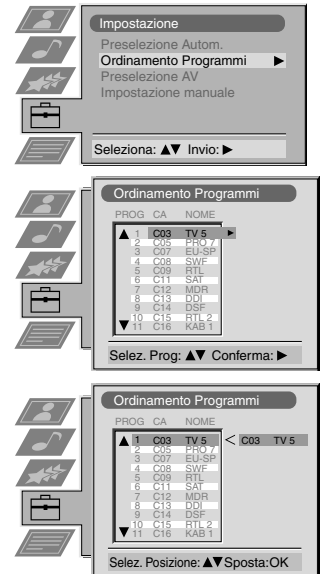 Impostazione
Preselezione Autom.
Ordinamento Programmi ▶
Preselezione AV
Impostazione manuale
Seleziona: ▲▼ Invio: ▶
Ordinamento Programmi
PROG CA NOME
▲ 1 C03 TV 5 ▶
2 C05 PRO 7
3 C07 EU-SP
4 C08 SWF
5 C09 RTL
6 C11 SAT
7 C12 MDR
8 C13 DDI
9 C14 DSF
10 C15 RTL 2
▼ 11 C16 KAB 1
Selez. Prog: ▲▼ Conferma: ▶
Ordinamento Programmi
PROG CA NOME
▲ 1 C03 TV 5 < C03 TV 5
2 C05 PRO 7
3 C07 EU-SP
4 C08 SWF
5 C09 RTL
6 C11 SAT
7 C12 MDR
8 C13 DDI
9 C14 DSF
10 C15 RTL 2
▼ 11 C16 KAB 1
Selez. Posizione: ▲▼Sposta:OK